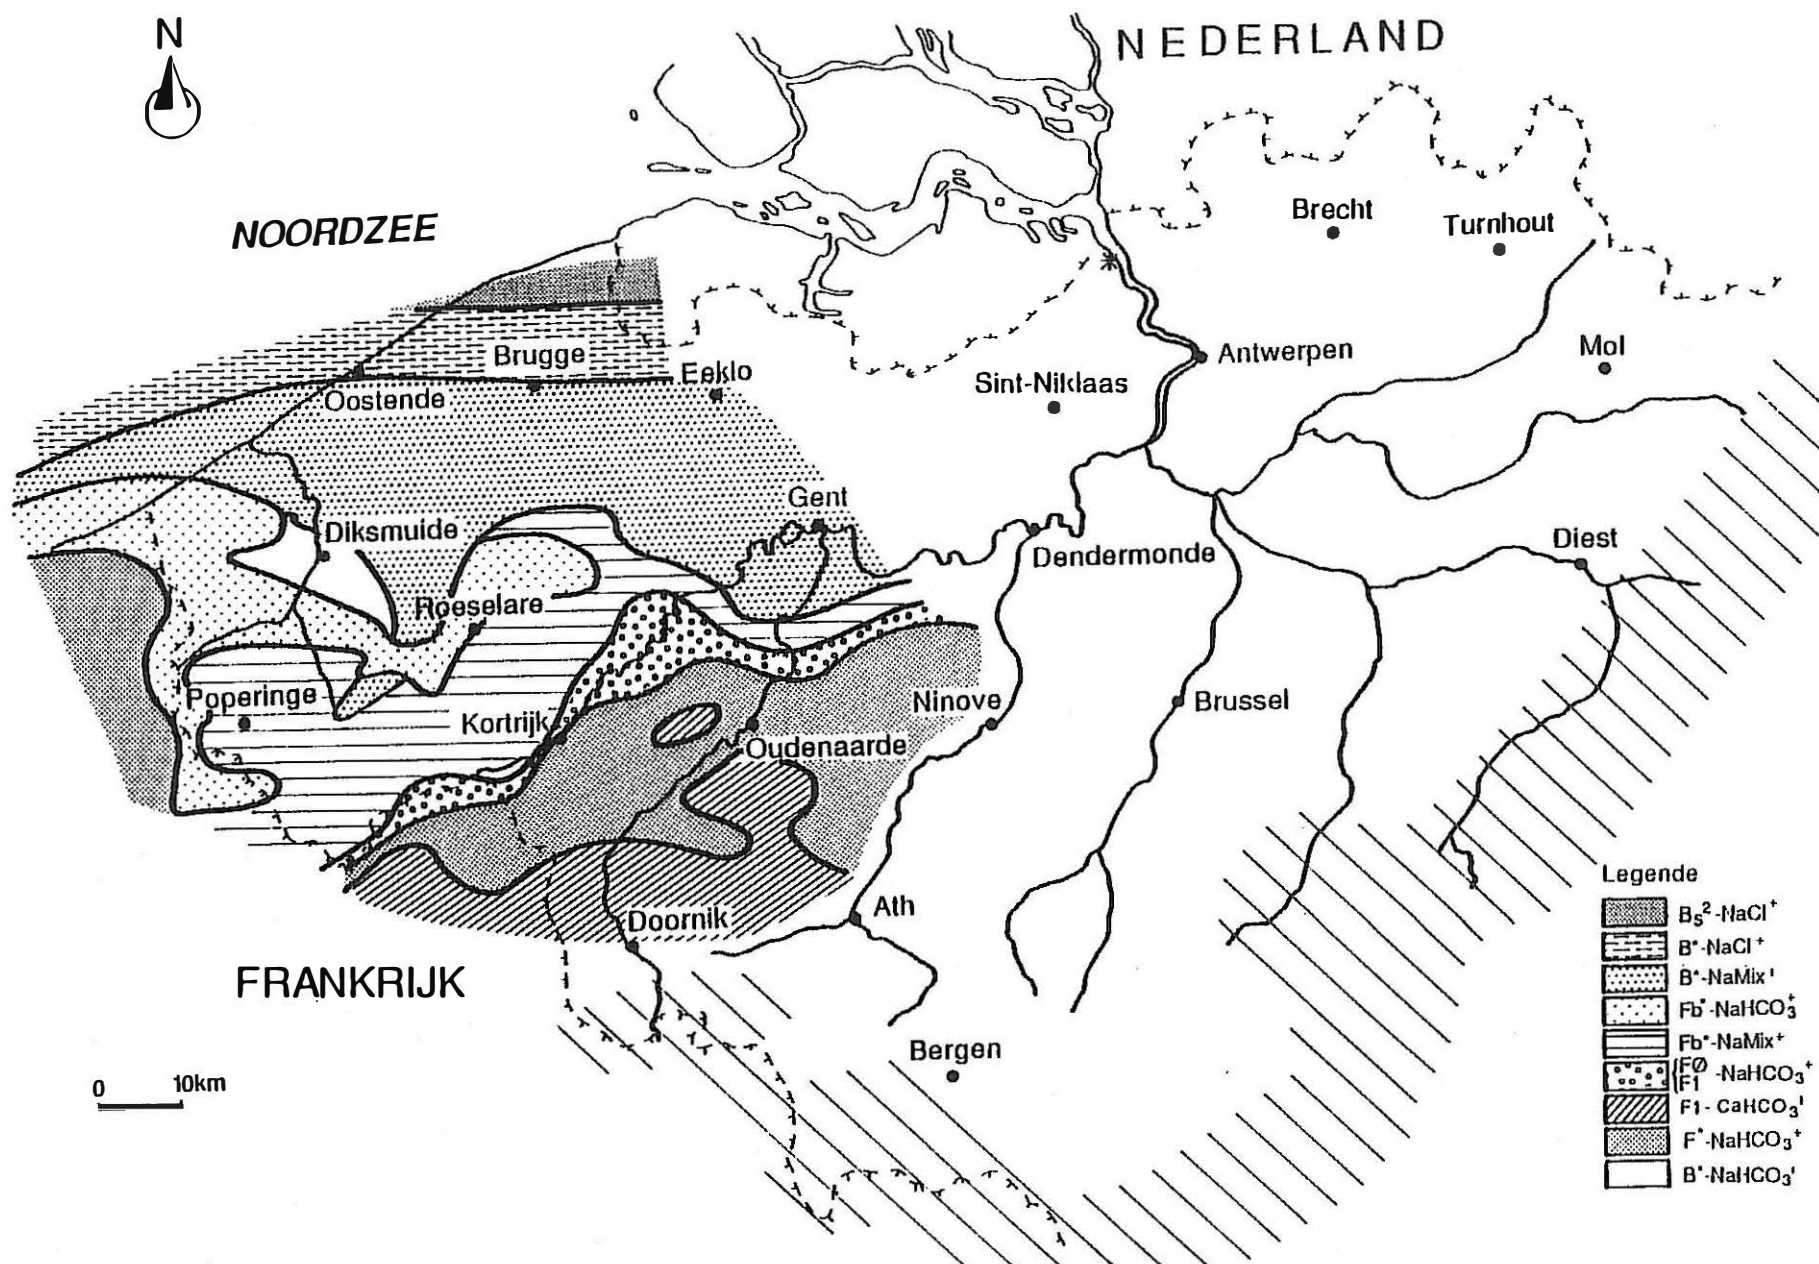 N
NEDERLAND
NOORDZEE
Brecht
Turnhout
Brugge
Eeklo
Antwerpen
Mol
Oostende
Sint-Niklaas
Gent
Diksmuide
Dendermonde
Diest
Roeselare
Poperinge
Kortrijk
Ninove
Brussel
Oudenaarde
Ath
Doornik
FRANKRIJK
Bergen
0 10km
Legende
Bs²-NaCl⁺
B*-NaCl⁺
B*-NaMix'
Fb*-NaHCO₃⁺
Fb*-NaMix⁺
{FØ F1 -NaHCO₃⁺
F1- CaHCO₃'
F*-NaHCO₃⁺
B*-NaHCO₃'